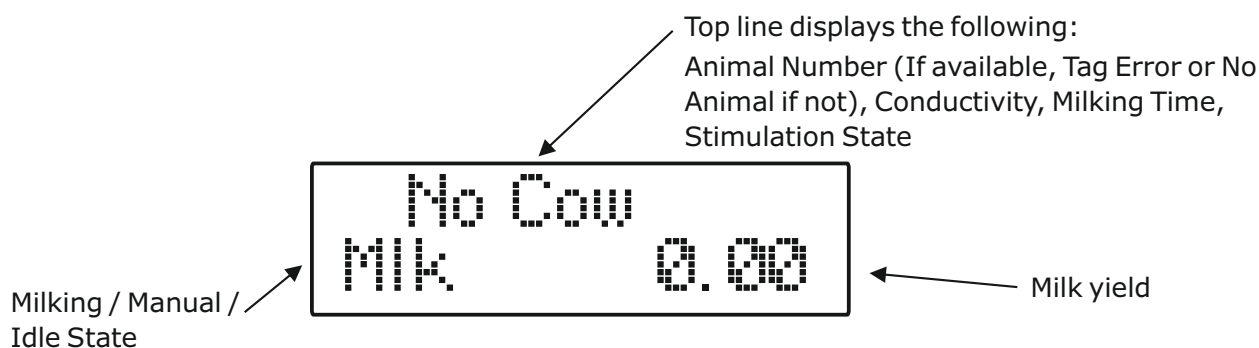 Top line displays the following:
Animal Number (If available, Tag Error or No
Animal if not), Conductivity, Milking Time,
Stimulation State
No Cow
Mlk 0.00
Milk yield
Milking / Manual /
Idle State